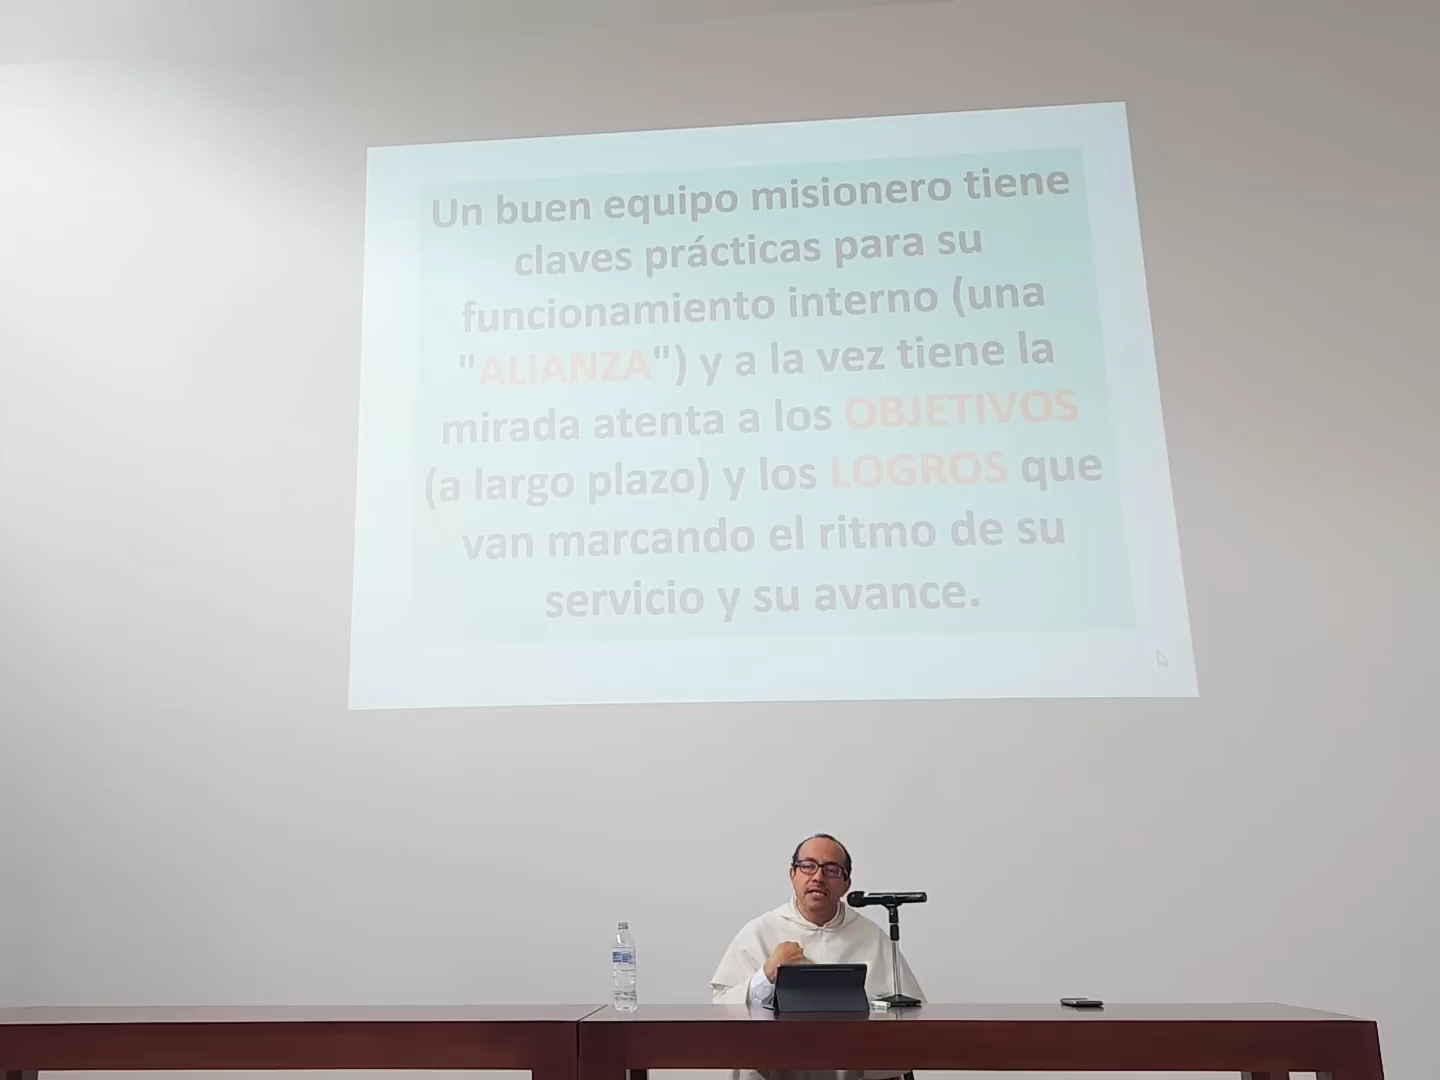 Un buen equipo misionero tiene
claves prácticas para su
funcionamiento interno (una
"ALIANZA") y a la vez tiene la
mirada atenta a los OBJETIVOS
(a largo plazo) y los LOGROS que
van marcando el ritmo de su
servicio y su avance.